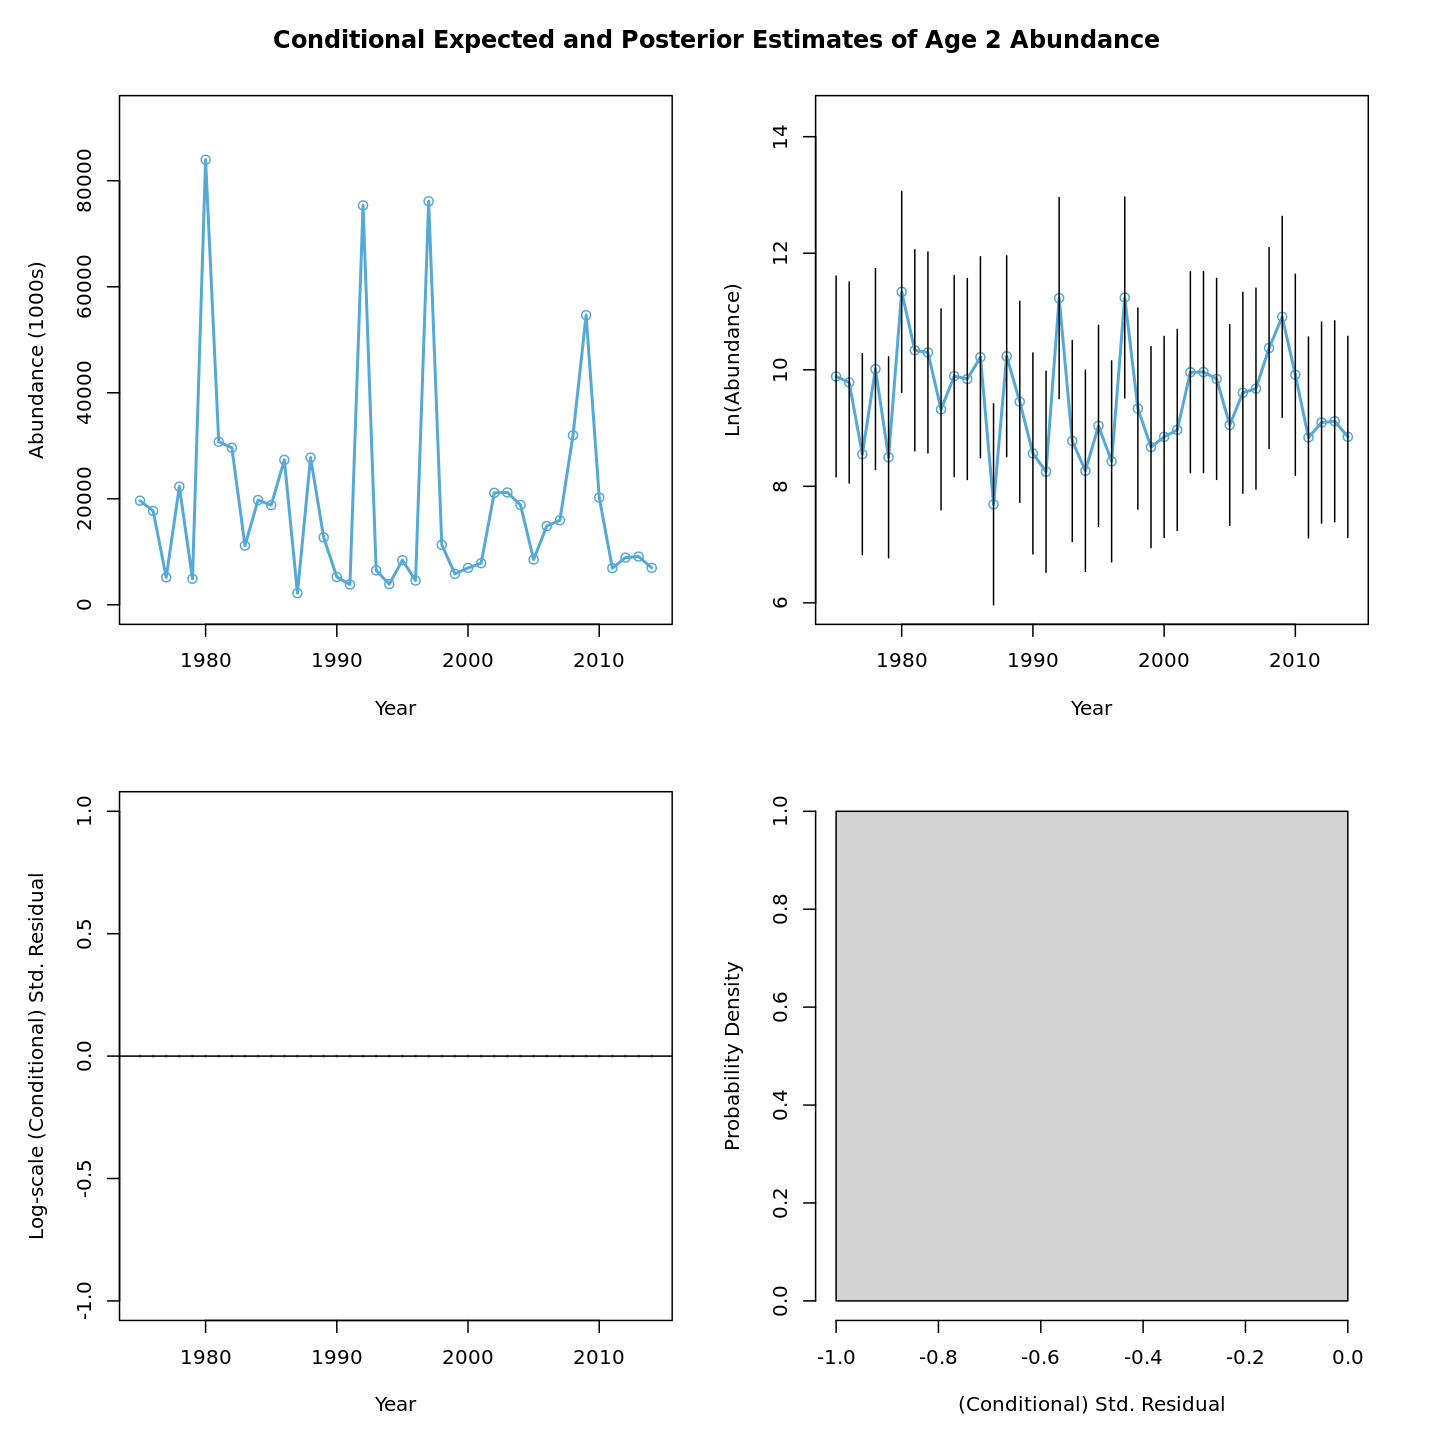 Conditional Expected and Posterior Estimates of Age 2 Abundance
Abundance (1000s)
80000
60000
40000
20000
0
1980 1990 2000 2010
Year
Ln(Abundance)
14
12
10
8
6
1980 1990 2000 2010
Year
Log-scale (Conditional) Std. Residual
1.0
0.5
0.0
-0.5
-1.0
1980 1990 2000 2010
Year
Probability Density
1.0
0.8
0.6
0.4
0.2
0.0
-1.0 -0.8 -0.6 -0.4 -0.2 0.0
(Conditional) Std. Residual